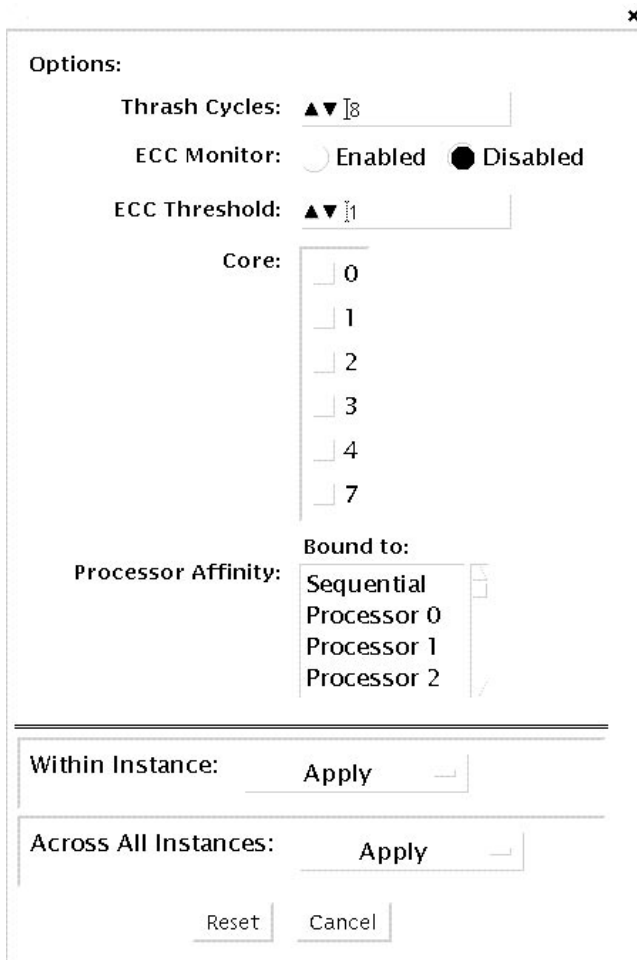 Options:
Thrash Cycles: ▲▼ 8
ECC Monitor: Enabled Disabled
ECC Threshold: ▲▼ 1
Core: 0
1
2
3
4
7
Bound to:
Processor Affinity:
Sequential
Processor 0
Processor 1
Processor 2
Within Instance: Apply
Across All Instances: Apply
Reset Cancel